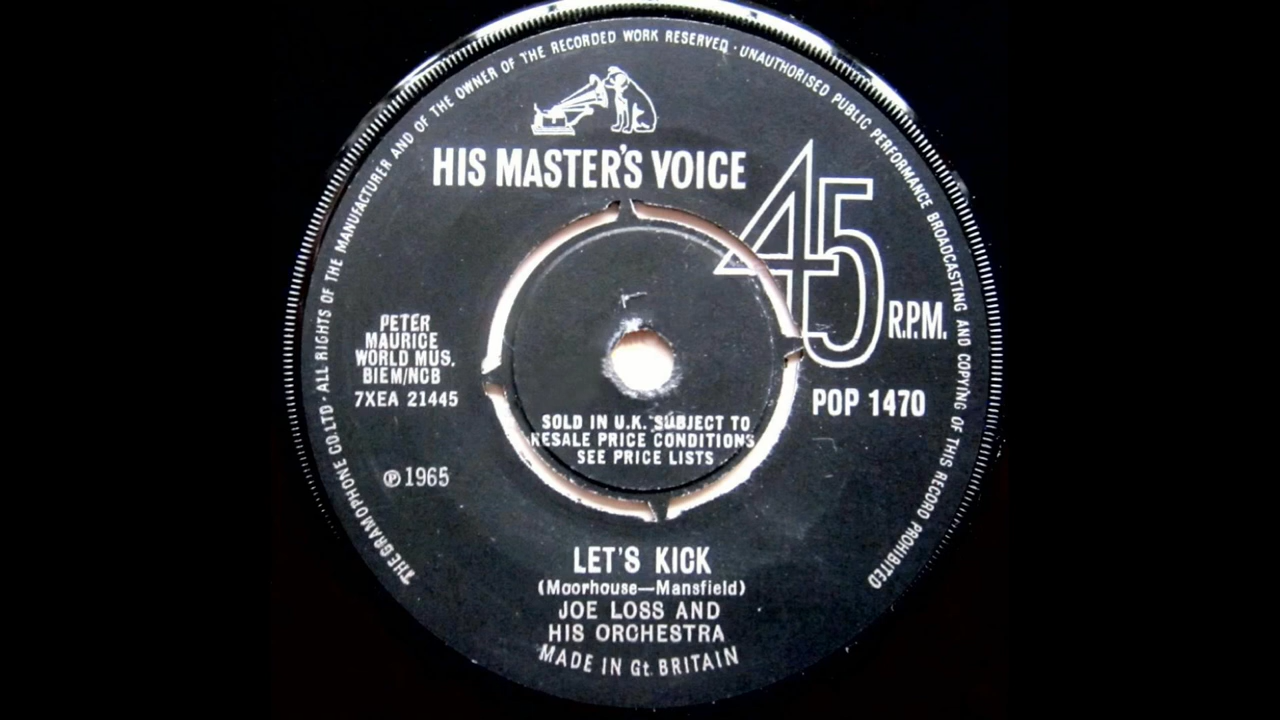 THE GRAMOPHONE CO. LTD · ALL RIGHTS OF THE MANUFACTURER AND OF THE OWNER OF THE RECORDED WORK RESERVED · UNAUTHORISED PUBLIC PERFORMANCE BROADCASTING AND COPYING OF THIS RECORD PROHIBITED
HIS MASTER'S VOICE
45
R.P.M.
PETER
MAURICE
WORLD MUS.
BIEM/NCB
7XEA 21445
POP 1470
SOLD IN U.K. SUBJECT TO
RESALE PRICE CONDITIONS
SEE PRICE LISTS
℗1965
LET'S KICK
(Moorhouse—Mansfield)
JOE LOSS AND
HIS ORCHESTRA
MADE IN Gt. BRITAIN